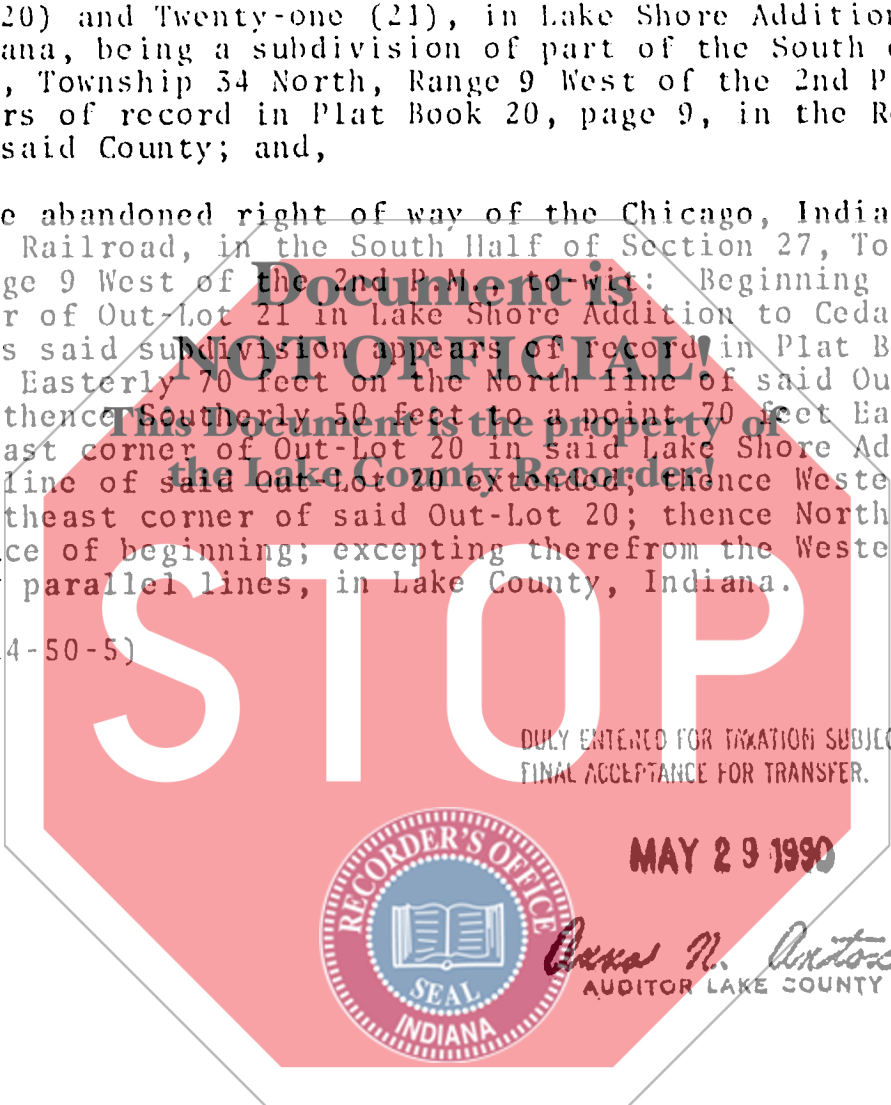 20) and Twenty-one (21), in Lake Shore Addition
ana, being a subdivision of part of the South
, Township 34 North, Range 9 West of the 2nd P
rs of record in Plat Book 20, page 9, in the R
said County; and,
e abandoned right of way of the Chicago, India
Railroad, in the South Half of Section 27, To
ge 9 West of the 2nd P.M., to-wit: Beginning
r of Out-Lot 21 in Lake Shore Addition to Ceda
s said subdivision appears of record in Plat B
Easterly 70 feet on the North line of said Ou
thence Southerly 50 feet to a point 70 feet Ea
ast corner of Out-Lot 20 in said Lake Shore Ad
line of said Out-Lot 20 extended; thence Weste
theast corner of said Out-Lot 20; thence North
ce of beginning; excepting therefrom the Weste
parallel lines, in Lake County, Indiana.
4-50-5)
Document is
NOT OFFICIAL!
This Document is the property of
the Lake County Recorder!
STOP
DULY ENTERED FOR TAXATION SUBJEC
FINAL ACCEPTANCE FOR TRANSFER.
MAY 29 1990
Anna N. Anton
AUDITOR LAKE COUNTY
RECORDER'S OFFICE
SEAL
INDIANA